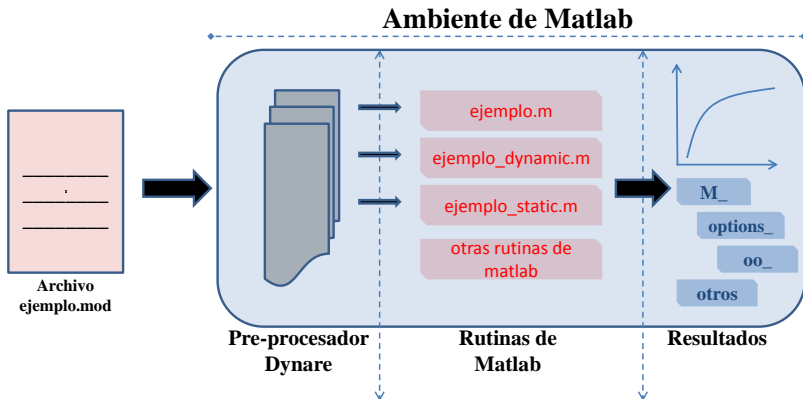 Ambiente de Matlab
Archivo
ejemplo.mod
ejemplo.m
ejemplo_dynamic.m
ejemplo_static.m
otras rutinas de
matlab
M_
options_
oo_
otros
Pre-procesador
Dynare
Rutinas de
Matlab
Resultados